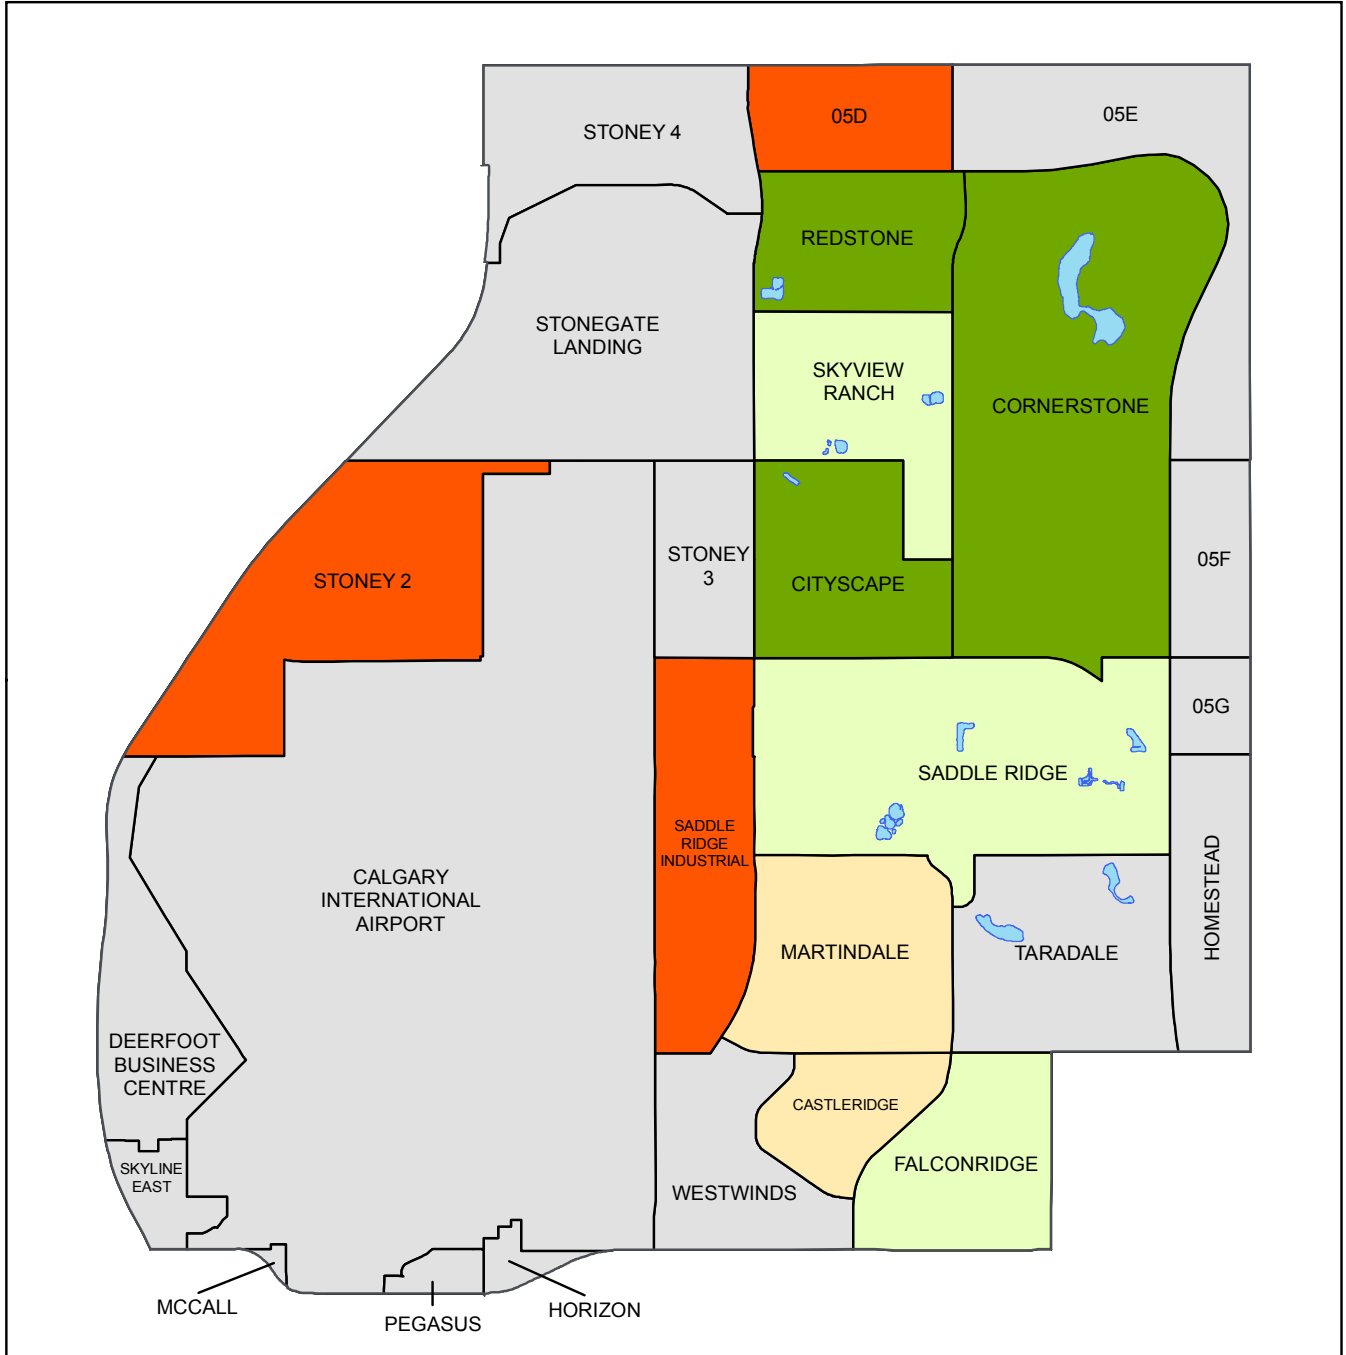 05D
05E
STONEY 4
REDSTONE
STONEGATE
LANDING
SKYVIEW
RANCH
CORNERSTONE
STONEY
3
05F
STONEY 2
CITYSCAPE
05G
SADDLE RIDGE
SADDLE
RIDGE
INDUSTRIAL
CALGARY
INTERNATIONAL
AIRPORT
HOMESTEAD
MARTINDALE
TARADALE
DEERFOOT
BUSINESS
CENTRE
CASTLERIDGE
FALCONRIDGE
SKYLINE
EAST
WESTWINDS
MCCALL
HORIZON
PEGASUS